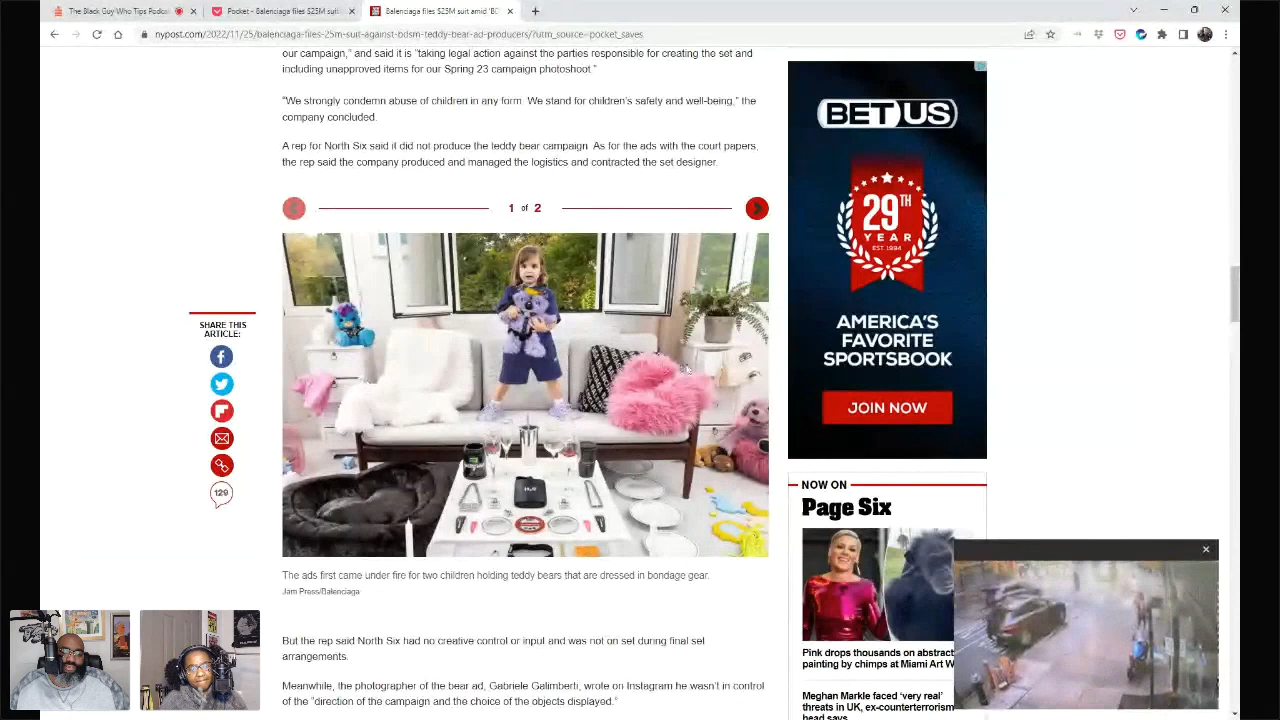 The Black Guy Who Tips Podca
Pocket - Balenciaga files $25M su
Balenciaga files $25M suit amid 'BD
nypost.com/2022/11/25/balenciaga-files-25m-suit-against-bdsm-teddy-bear-ad-producers/?utm_source=pocket_saves
our campaign," and said it is "taking legal action against the parties responsible for creating the set and
including unapproved items for our Spring 23 campaign photoshoot."
"We strongly condemn abuse of children in any form. We stand for children's safety and well-being," the
company concluded.
A rep for North Six said it did not produce the teddy bear campaign. As for the ads with the court papers,
the rep said the company produced and managed the logistics and contracted the set designer.
1 of 2
SHARE THIS
ARTICLE:
129
The ads first came under fire for two children holding teddy bears that are dressed in bondage gear.
Jam Press/Balenciaga
But the rep said North Six had no creative control or input and was not on set during final set
arrangements.
Meanwhile, the photographer of the bear ad, Gabriele Galimberti, wrote on Instagram he wasn't in control
of the "direction of the campaign and the choice of the objects displayed."
BETUS
29TH
YEAR
EST.1994
AMERICA'S
FAVORITE
SPORTSBOOK
JOIN NOW
NOW ON
Page Six
Pink drops thousands on abstract
painting by chimps at Miami Art W
Meghan Markle faced 'very real'
threats in UK, ex-counterterrorism
head says